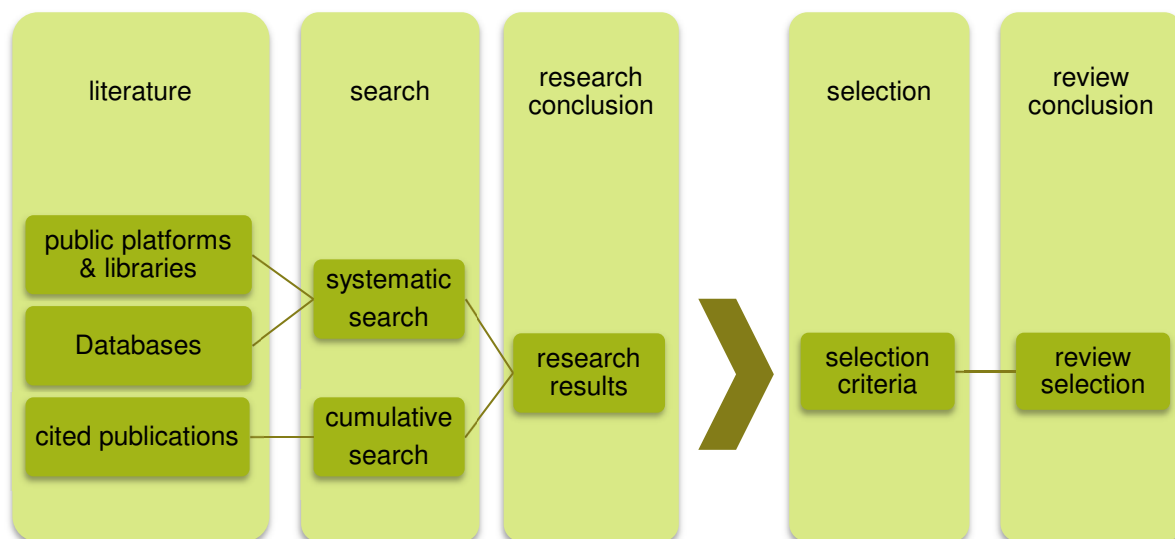 literature
search
research
conclusion
selection
review
conclusion
public platforms
& libraries
Databases
cited publications
systematic
search
cumulative
search
research
results
selection
criteria
review
selection